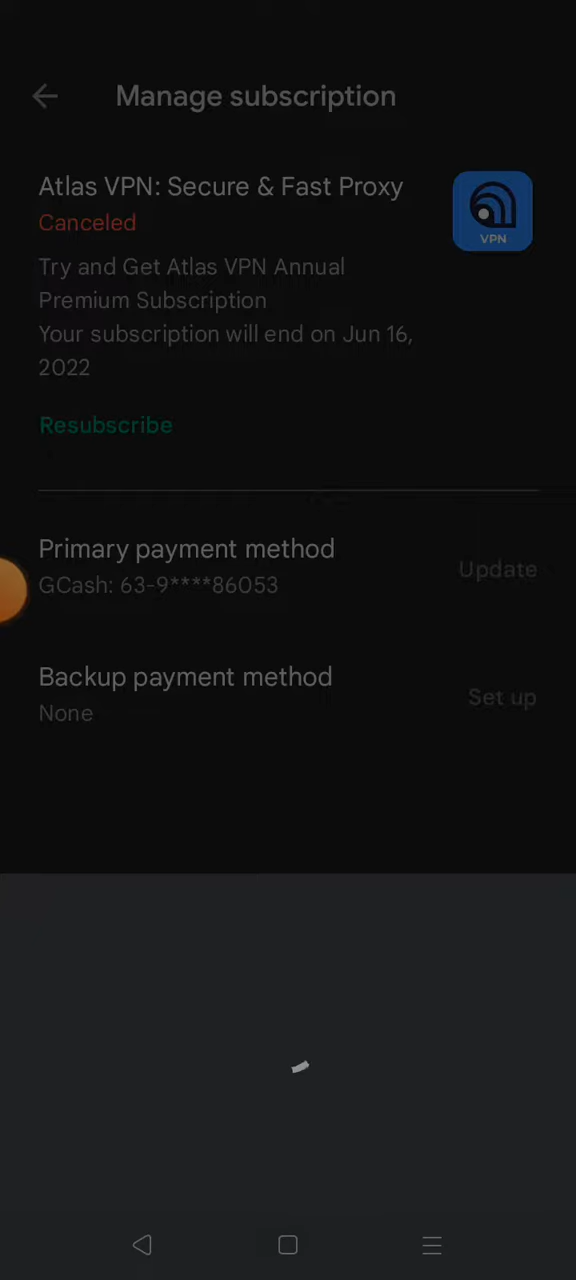 Manage subscription
Atlas VPN: Secure & Fast Proxy
Canceled
VPN
Try and Get Atlas VPN Annual
Premium Subscription
Your subscription will end on Jun 16,
2022
Resubscribe
Primary payment method
GCash: 63-9****86053
Update
Backup payment method
None
Set up